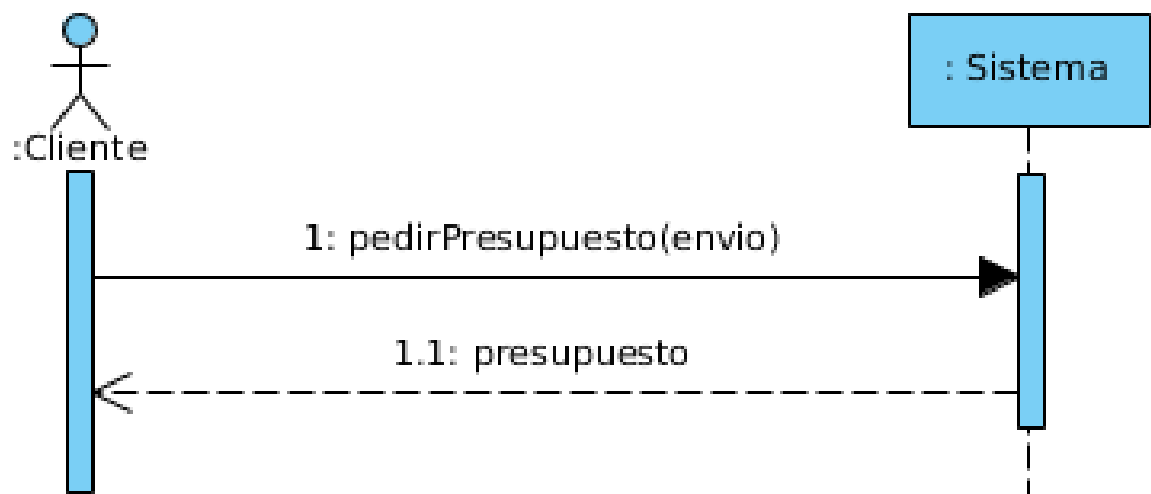 : Sistema
:Cliente
1: pedirPresupuesto(envio)
1.1: presupuesto